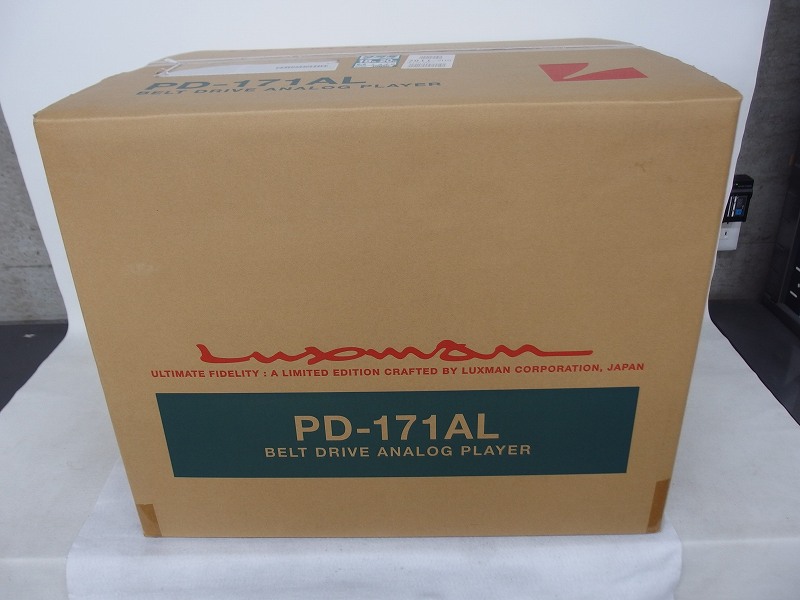 PD-171AL
BELT DRIVE ANALOG PLAYER
Luxman
ULTIMATE FIDELITY : A LIMITED EDITION CRAFTED BY LUXMAN CORPORATION, JAPAN
PD-171AL
BELT DRIVE ANALOG PLAYER